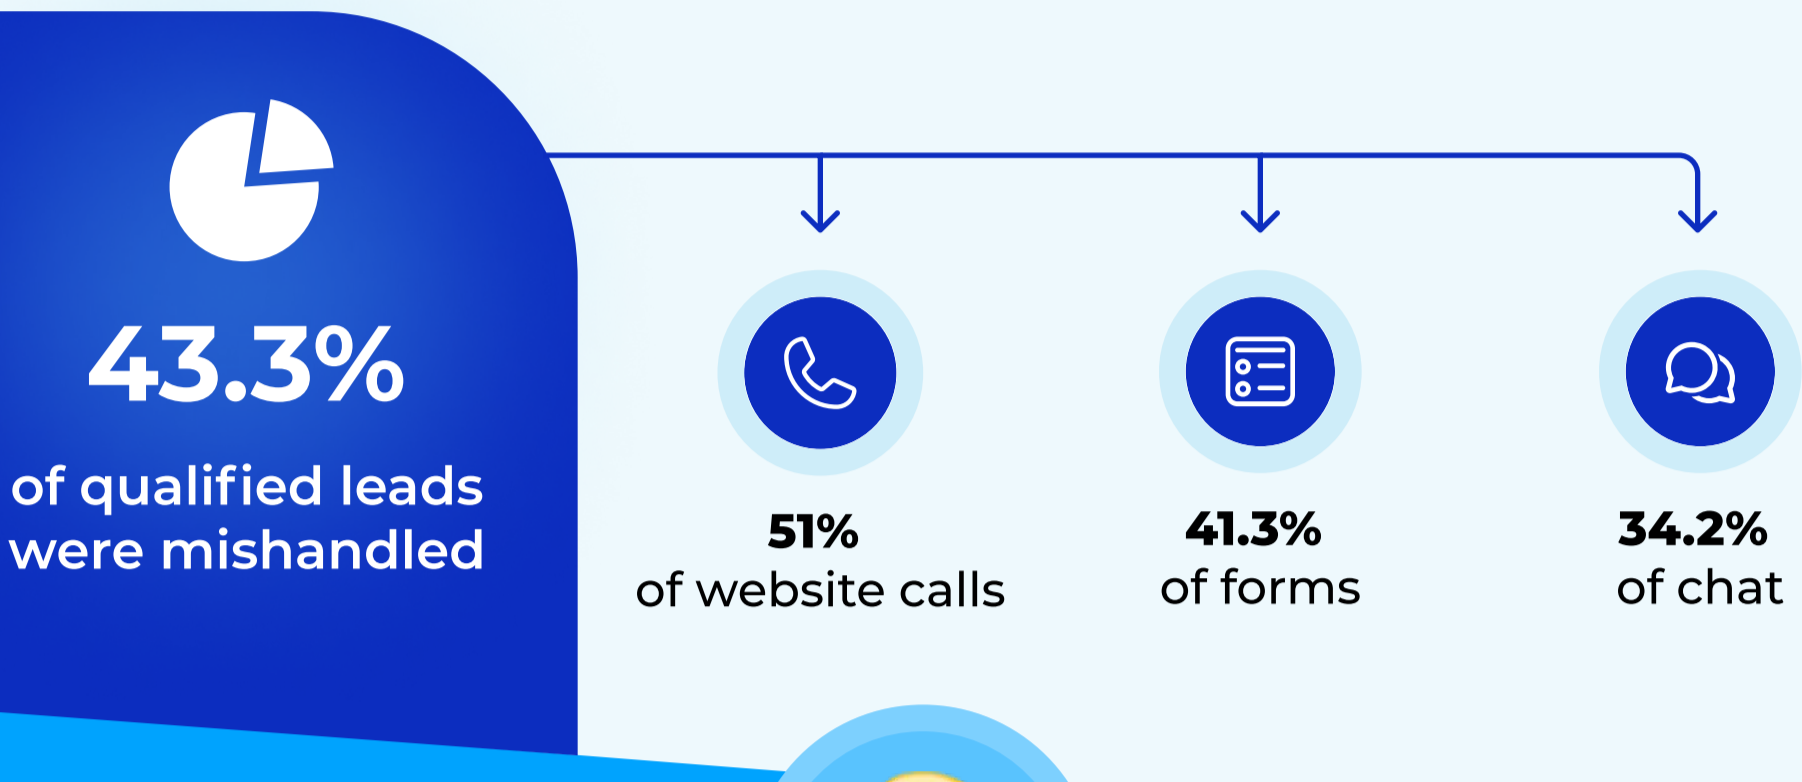 43.3%
of qualified leads
were mishandled
51%
of website calls
41.3%
of forms
34.2%
of chat